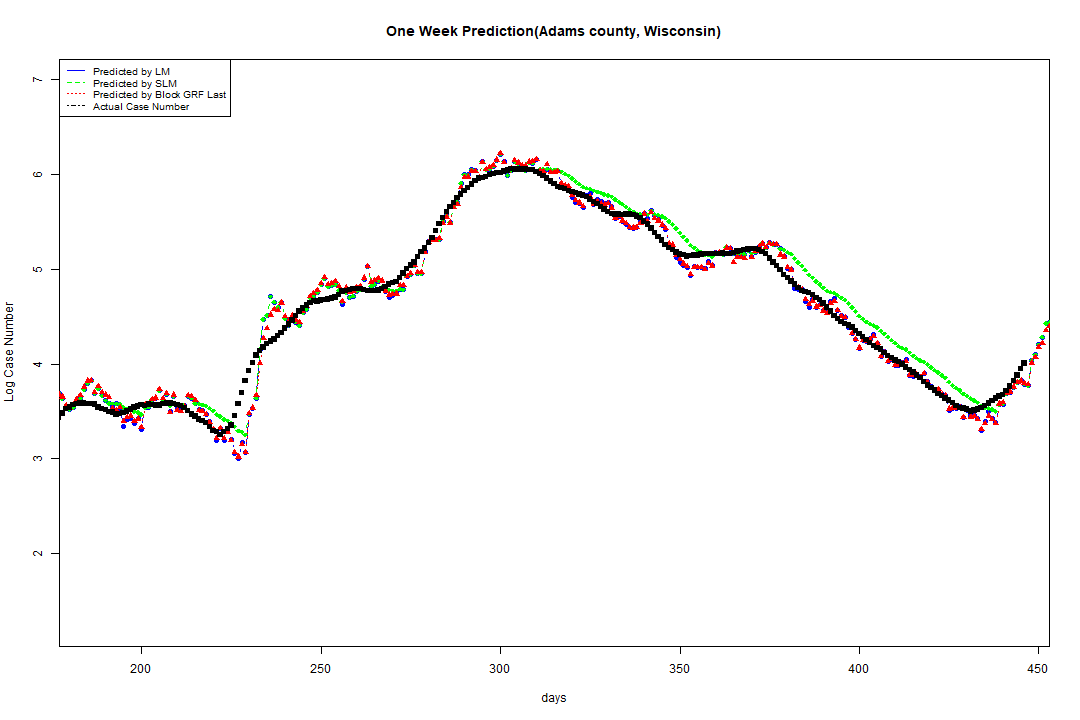 One Week Prediction(Adams county, Wisconsin)
Predicted by LM
Predicted by SLM
Predicted by Block GRF Last
Actual Case Number
7
6
5
4
3
2
Log Case Number
200 250 300 350 400 450
days